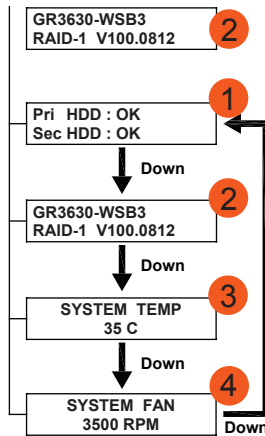 GR3630-WSB3
RAID-1 V100.0812
2
1
Pri HDD : OK
Sec HDD : OK
Down
2
GR3630-WSB3
RAID-1 V100.0812
Down
3
SYSTEM TEMP
35 C
Down
4
SYSTEM FAN
3500 RPM
Down